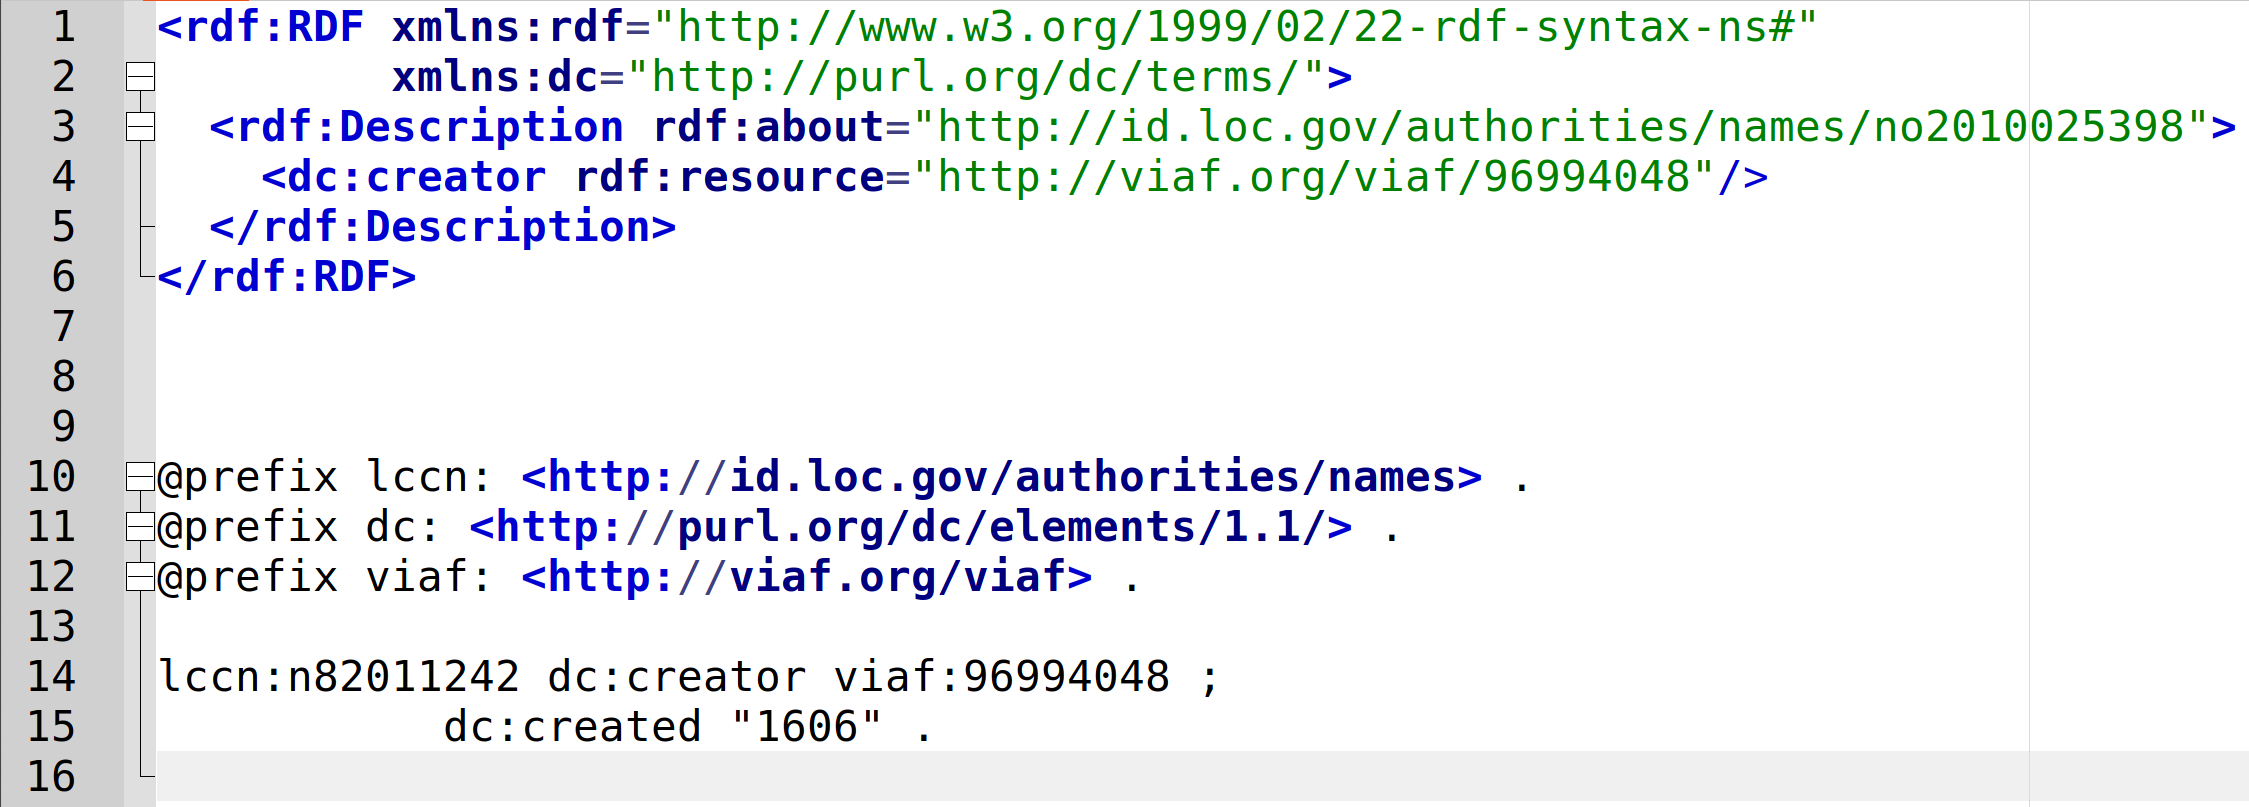 1 <rdf:RDF xmlns:rdf="http://www.w3.org/1999/02/22-rdf-syntax-ns#"
2          xmlns:dc="http://purl.org/dc/terms/">
3   <rdf:Description rdf:about="http://id.loc.gov/authorities/names/no2010025398">
4     <dc:creator rdf:resource="http://viaf.org/viaf/96994048"/>
5   </rdf:Description>
6 </rdf:RDF>
7
8
9
10 @prefix lccn: <http://id.loc.gov/authorities/names> .
11 @prefix dc: <http://purl.org/dc/elements/1.1/> .
12 @prefix viaf: <http://viaf.org/viaf> .
13
14 lccn:n82011242 dc:creator viaf:96994048 ;
15            dc:created "1606" .
16